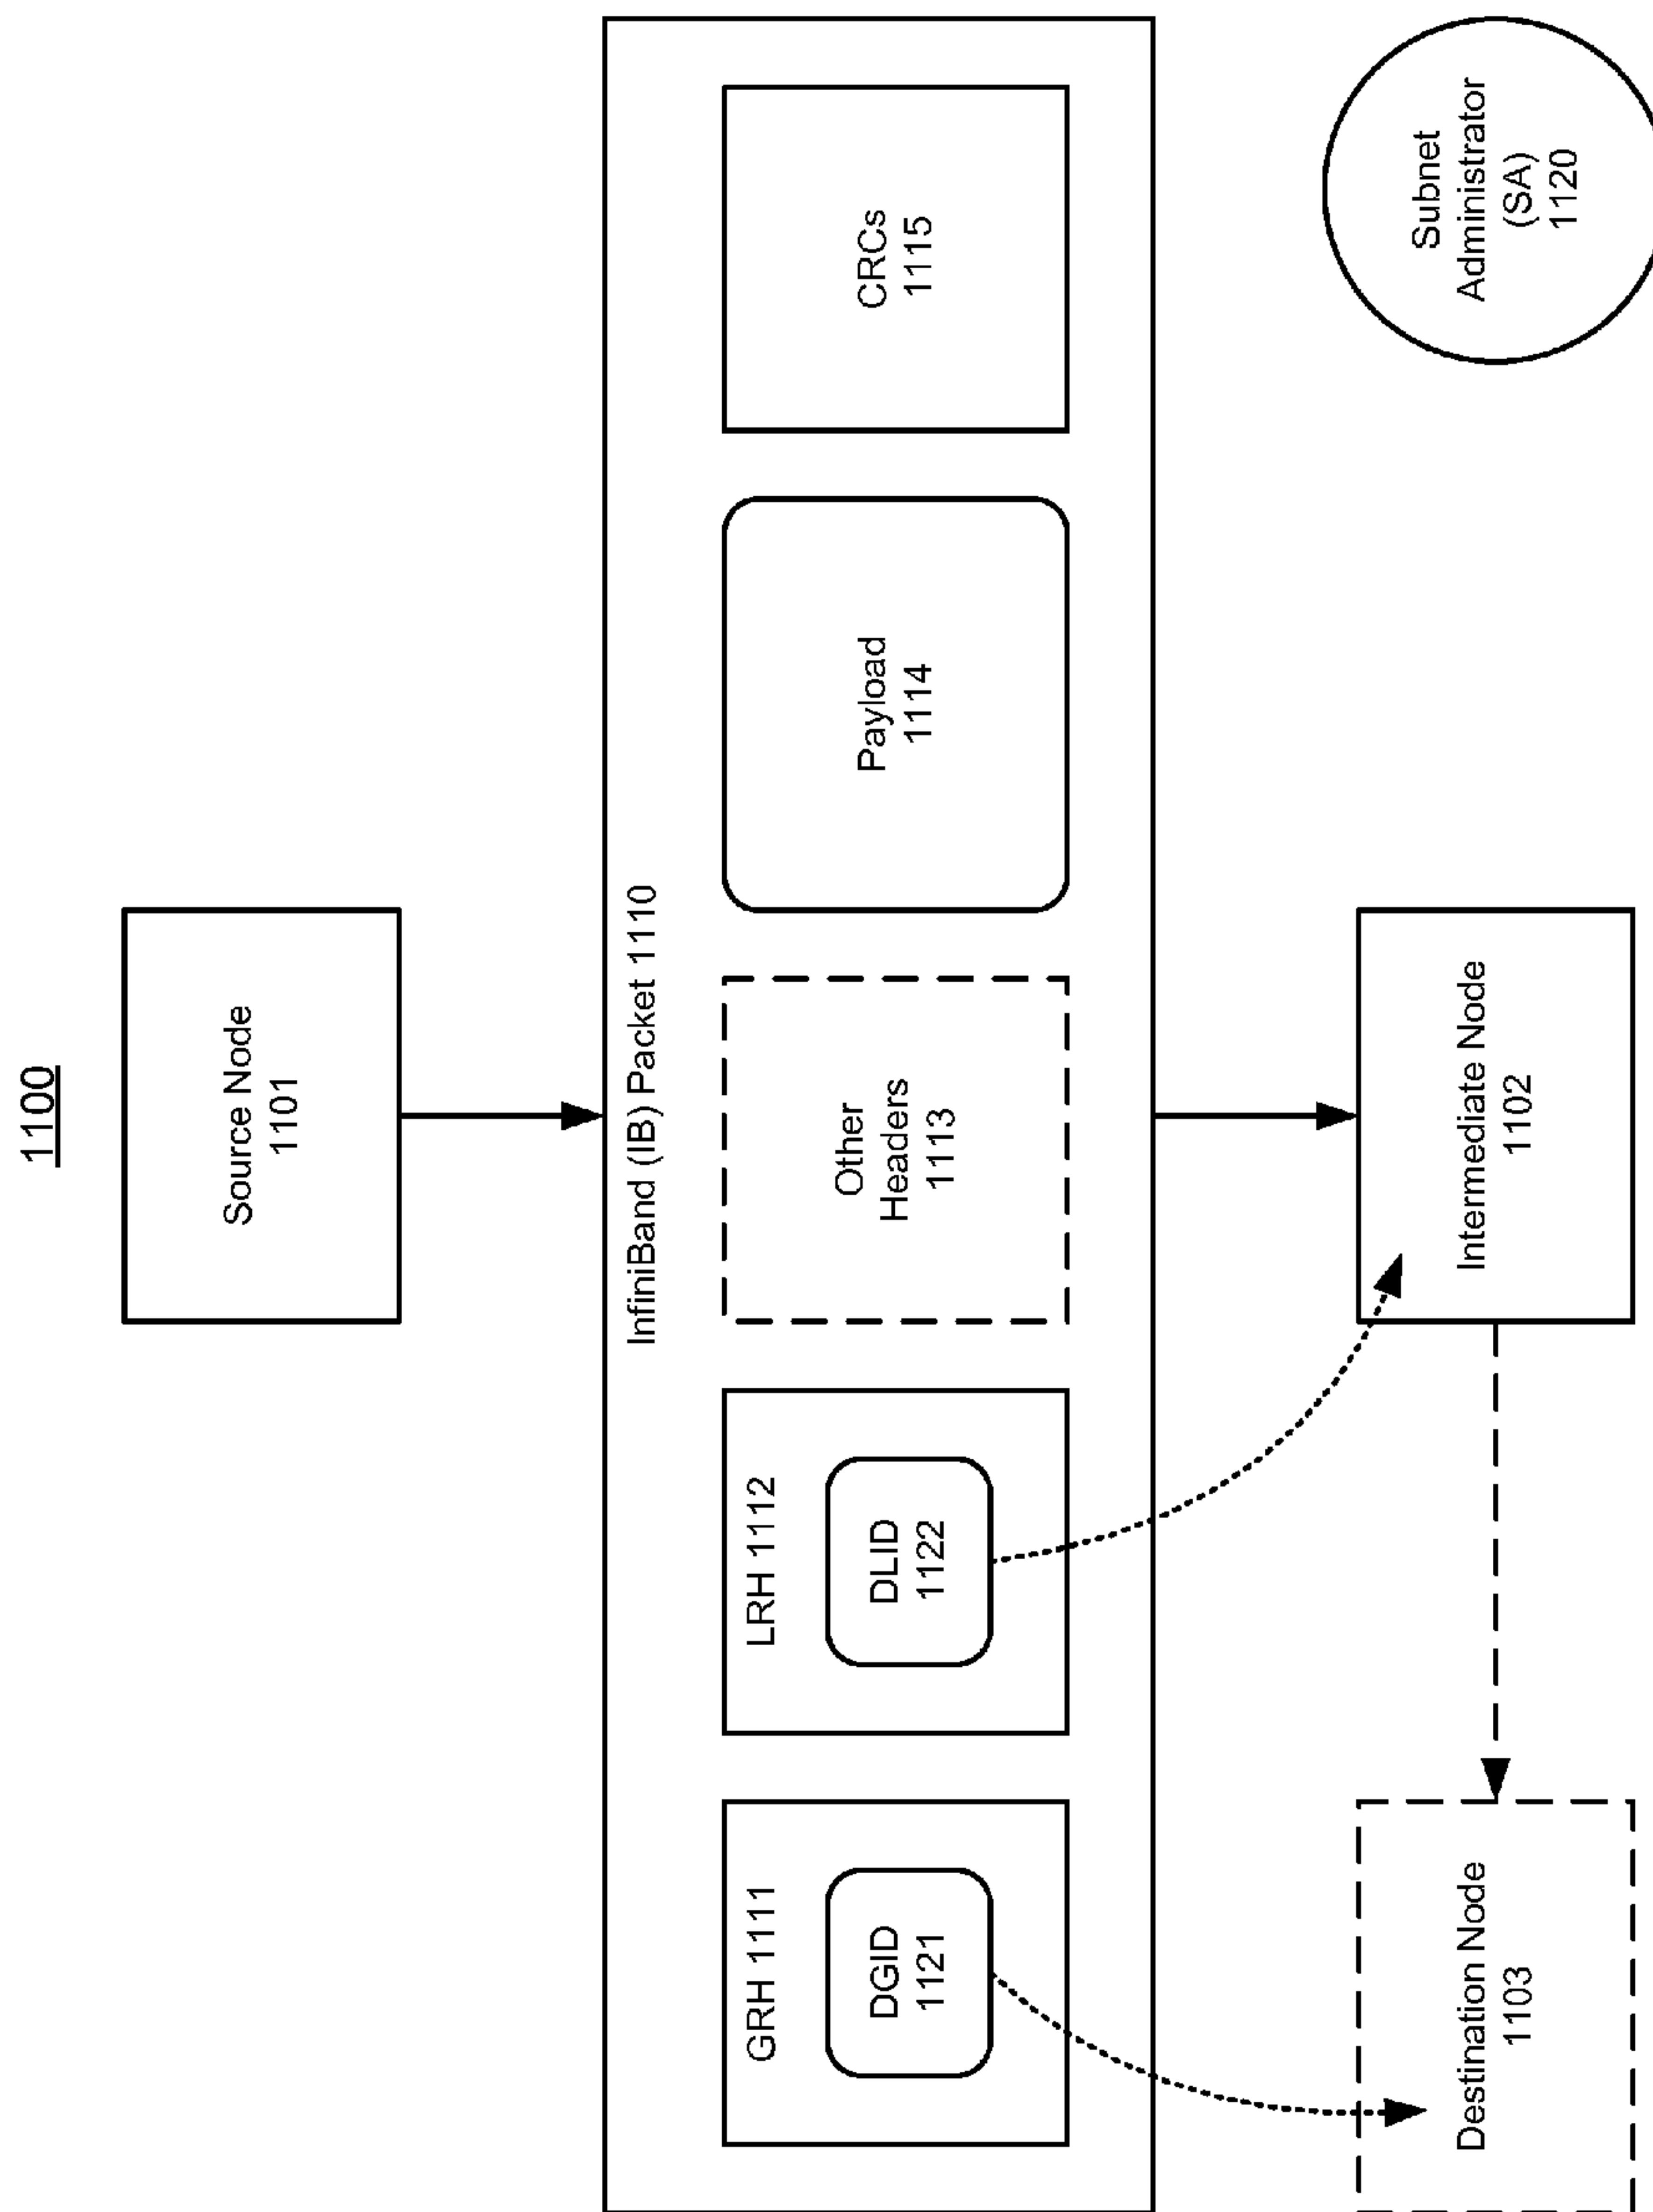 1100
Source Node
1101
InfiniBand (IB) Packet 1110
GRH 1111
DGID
1121
LRH 1112
DLID
1122
Other
Headers
1113
Payload
1114
CRCs
1115
Destination Node
1103
Intermediate Node
1102
Subnet
Administrator
(SA)
1120